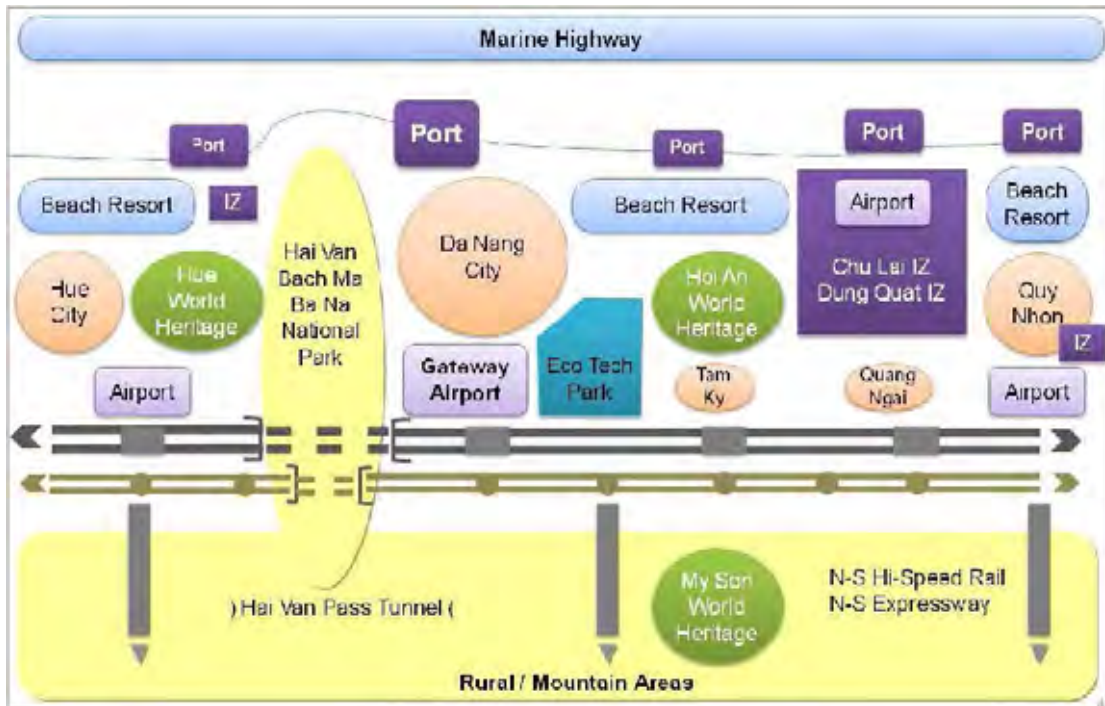 Marine Highway
Port
Port
Port
Port
Port
Beach Resort
IZ
Hai Van
Bach Ma
Ba Na
National
Park
Da Nang
City
Beach Resort
Airport
Chu Lai IZ
Dung Quat IZ
Beach
Resort
Hue
City
Hue
World
Heritage
Hoi An
World
Heritage
Quy
Nhon
IZ
Airport
Gateway
Airport
Eco Tech
Park
Tam
Ky
Quang
Ngai
Airport
)Hai Van Pass Tunnel (
My Son
World
Heritage
N-S Hi-Speed Rail
N-S Expressway
Rural / Mountain Areas